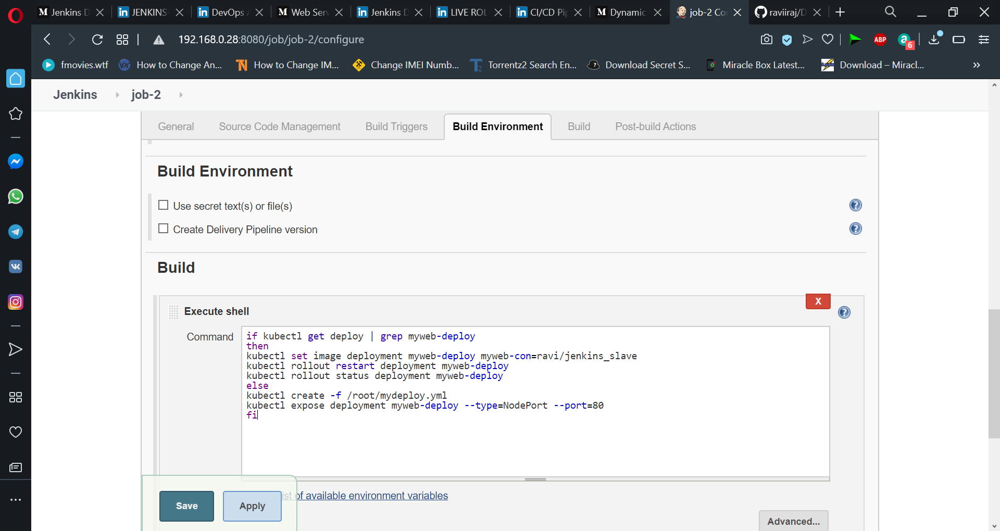 Jenkins D
JENKINS-
DevOps
Web Ser
Jenkins D
LIVE ROL
CI/CD Pip
Dynamic
job-2 Co
raviiraj/D
192.168.0.28:8080/job/job-2/configure
ABP
a
6
fmovies.wtf
How to Change An...
How to Change IM...
Change IMEI Numb...
Torrentz2 Search En...
Download Secret S...
Miracle Box Latest...
Download – Miracl...
Jenkins
job-2
General
Source Code Management
Build Triggers
Build Environment
Build
Post-build Actions
Build Environment
Use secret text(s) or file(s)
Create Delivery Pipeline version
Build
X
Execute shell
Command
if kubectl get deploy | grep myweb-deploy
then
kubectl set image deployment myweb-deploy myweb-con=ravi/jenkins_slave
kubectl rollout restart deployment myweb-deploy
kubectl rollout status deployment myweb-deploy
else
kubectl create -f /root/mydeploy.yml
kubectl expose deployment myweb-deploy --type=NodePort --port=80
fi
ist of available environment variables
Save
Apply
Advanced...